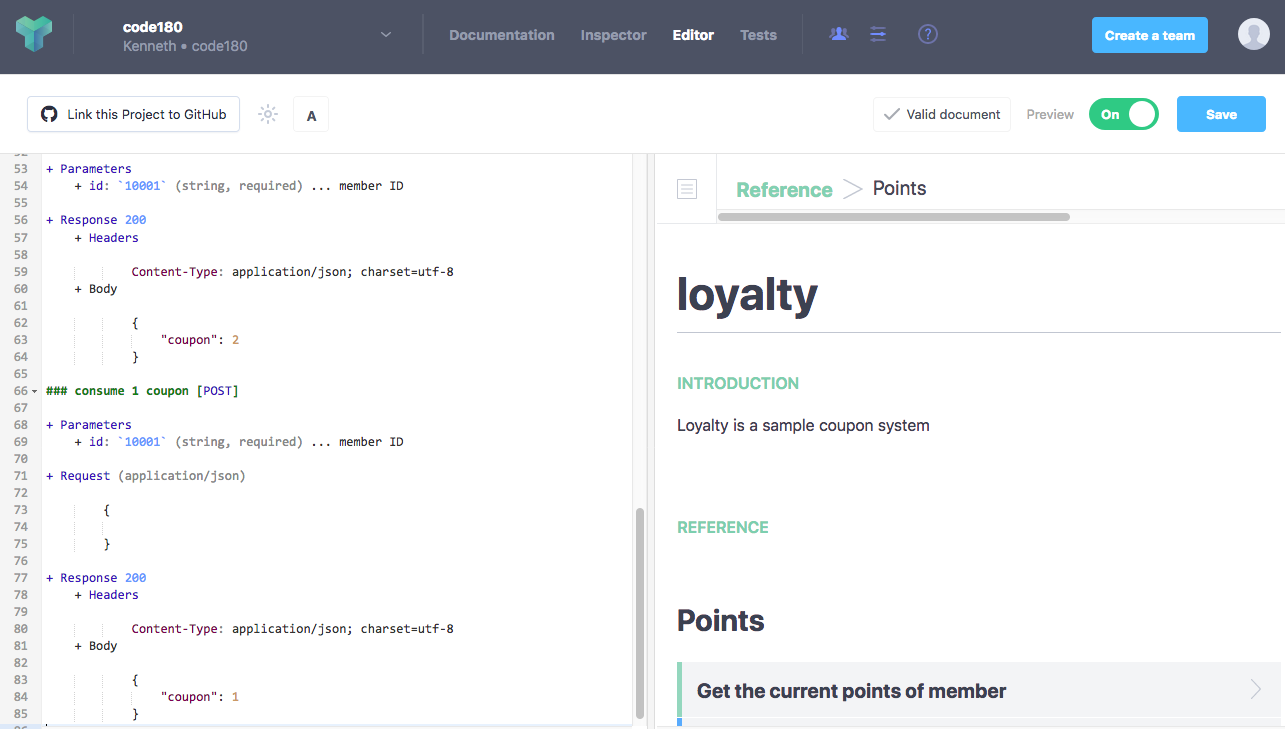 code180
Kenneth • code180
Documentation
Inspector
Editor
Tests
?
Create a team
Link this Project to GitHub
A
Valid document
Preview
On
Save
53 + Parameters
54 + id: `10001` (string, required) ... member ID
55
56 + Response 200
57 + Headers
58
59 Content-Type: application/json; charset=utf-8
60 + Body
61
62 {
63 "coupon": 2
64 }
65
66 ### consume 1 coupon [POST]
67
68 + Parameters
69 + id: `10001` (string, required) ... member ID
70
71 + Request (application/json)
72
73 {
74
75 }
76
77 + Response 200
78 + Headers
79
80 Content-Type: application/json; charset=utf-8
81 + Body
82
83 {
84 "coupon": 1
85 }
Reference > Points
loyalty
INTRODUCTION
Loyalty is a sample coupon system
REFERENCE
Points
Get the current points of member